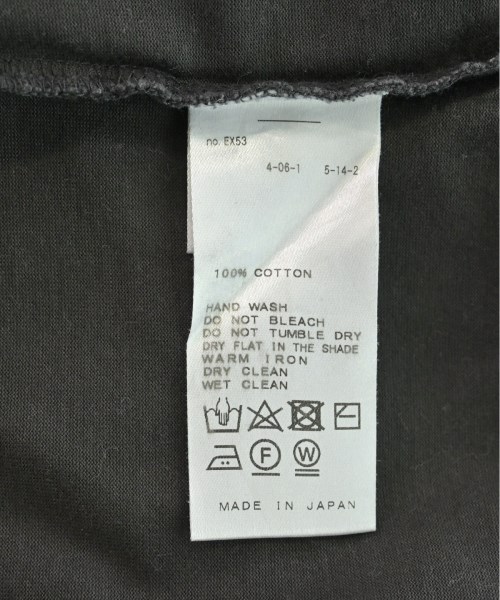 no. EX53
4-06-1 5-14-2
100% COTTON
HAND WASH
DO NOT BLEACH
DO NOT TUMBLE DRY
DRY FLAT IN THE SHADE
WARM IRON
DRY CLEAN
WET CLEAN
F W
MADE IN JAPAN